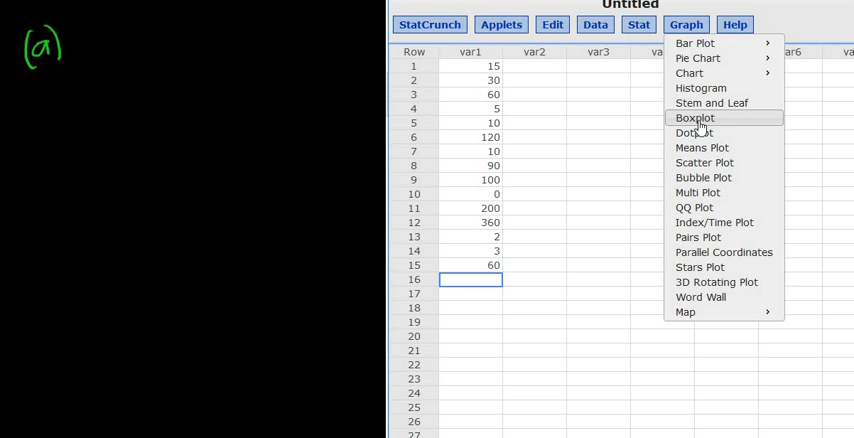 (a)
Untitled
StatCrunch Applets Edit Data Stat Graph Help
Row var1 var2 var3 va ar6 va
1 15
2 30
3 60
4 5
5 10
6 120
7 10
8 90
9 100
10 0
11 200
12 360
13 2
14 3
15 60
16
17
18
19
20
21
22
23
24
25
26
27
Bar Plot
Pie Chart
Chart
Histogram
Stem and Leaf
Boxplot
Dotplot
Means Plot
Scatter Plot
Bubble Plot
Multi Plot
QQ Plot
Index/Time Plot
Pairs Plot
Parallel Coordinates
Stars Plot
3D Rotating Plot
Word Wall
Map